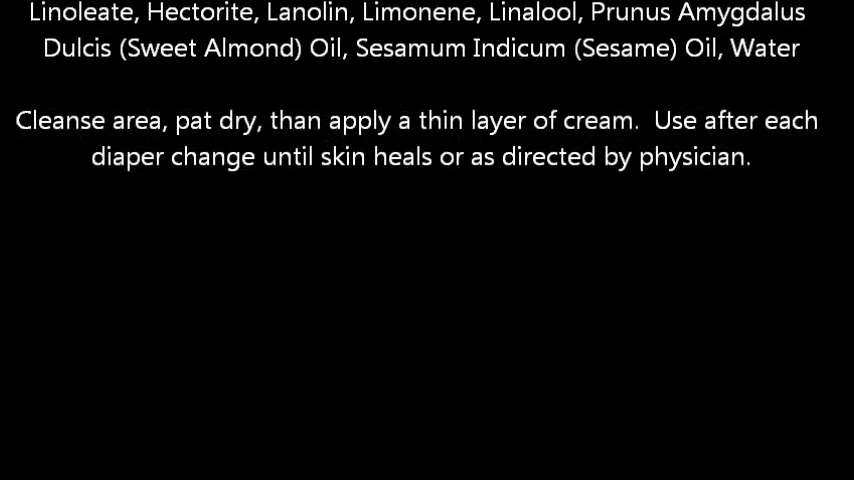 Linoleate, Hectorite, Lanolin, Limonene, Linalool, Prunus Amygdalus
Dulcis (Sweet Almond) Oil, Sesamum Indicum (Sesame) Oil, Water
Cleanse area, pat dry, than apply a thin layer of cream.  Use after each
diaper change until skin heals or as directed by physician.